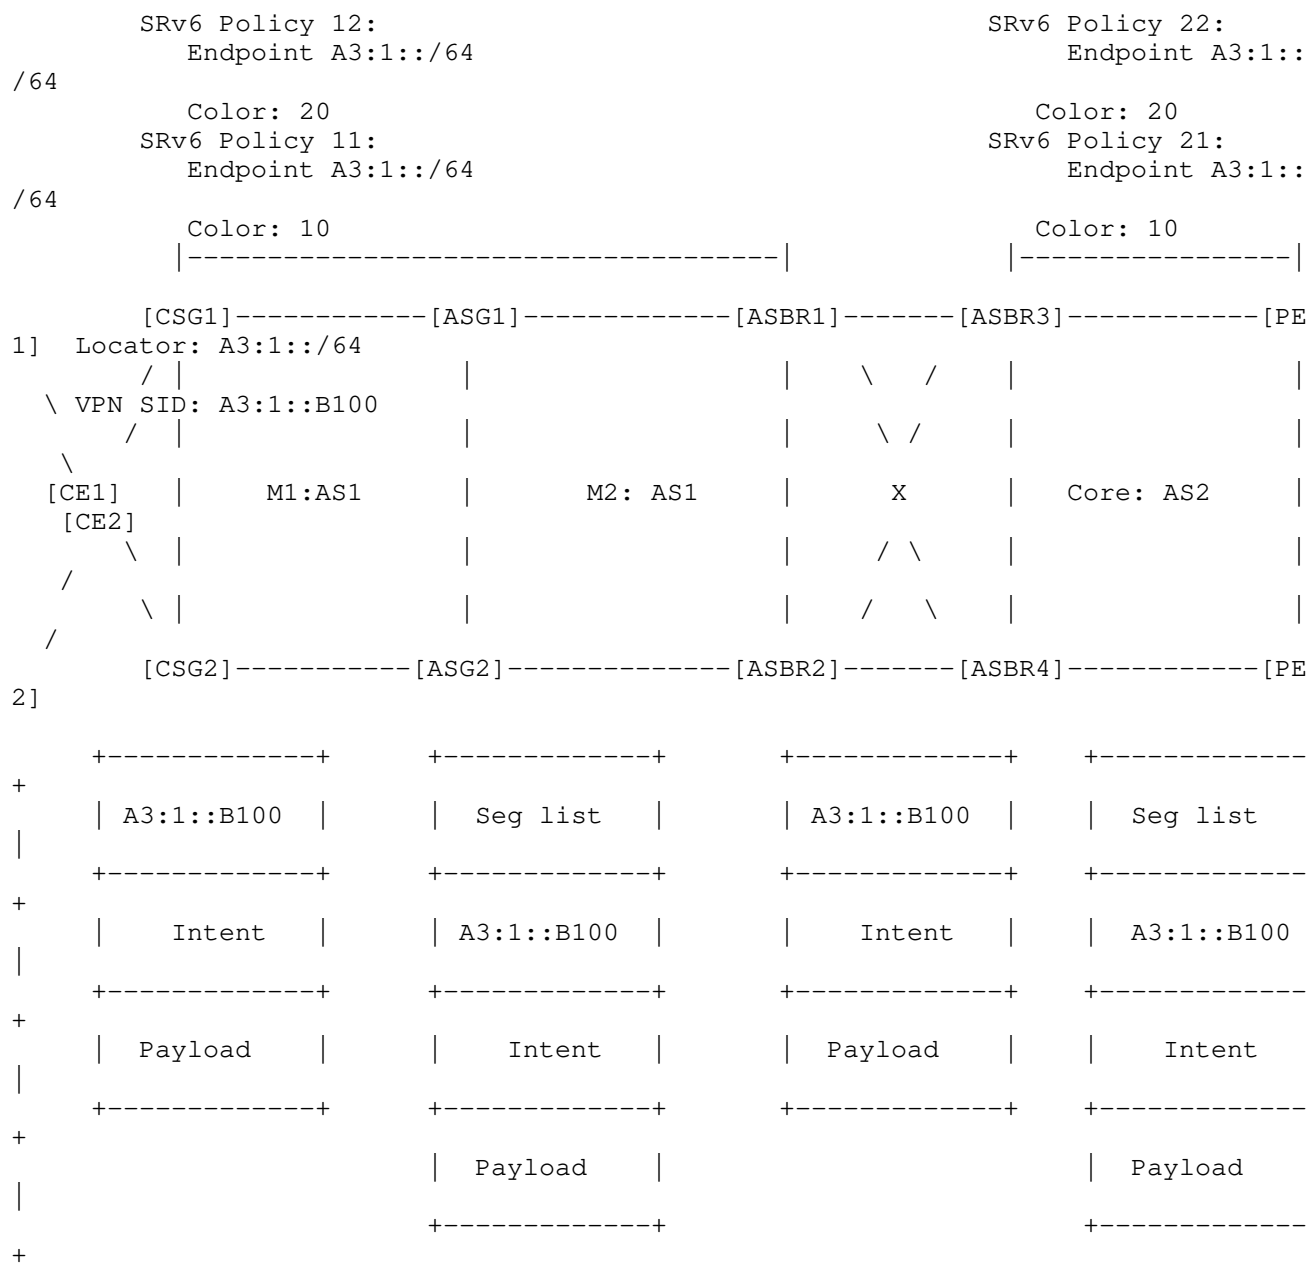 SRv6 Policy 12: SRv6 Policy 22:
Endpoint A3:1::/64 Endpoint A3:1::
/64
Color: 20 Color: 20
SRv6 Policy 11: SRv6 Policy 21:
Endpoint A3:1::/64 Endpoint A3:1::
/64
Color: 10 Color: 10
|-------------------------------------| |-----------------|
[CSG1]------------[ASG1]-------------[ASBR1]-------[ASBR3]------------[PE
1] Locator: A3:1::/64
/ | | | \ / | |
\ VPN SID: A3:1::B100
/ | | | \ / | |
\
[CE1] | M1:AS1 | M2: AS1 | X | Core: AS2 |
[CE2]
\ | | | / \ | |
/
\ | | | / \ | |
/
[CSG2]-----------[ASG2]--------------[ASBR2]-------[ASBR4]------------[PE
2]
+-------------+ +-------------+ +-------------+ +-------------
+
| A3:1::B100 | | Seg list | | A3:1::B100 | | Seg list
|
+-------------+ +-------------+ +-------------+ +-------------
+
| Intent | | A3:1::B100 | | Intent | | A3:1::B100
|
+-------------+ +-------------+ +-------------+ +-------------
+
| Payload | | Intent | | Payload | | Intent
|
+-------------+ +-------------+ +-------------+ +-------------
+
| Payload | | Payload
|
+-------------+ +-------------
+